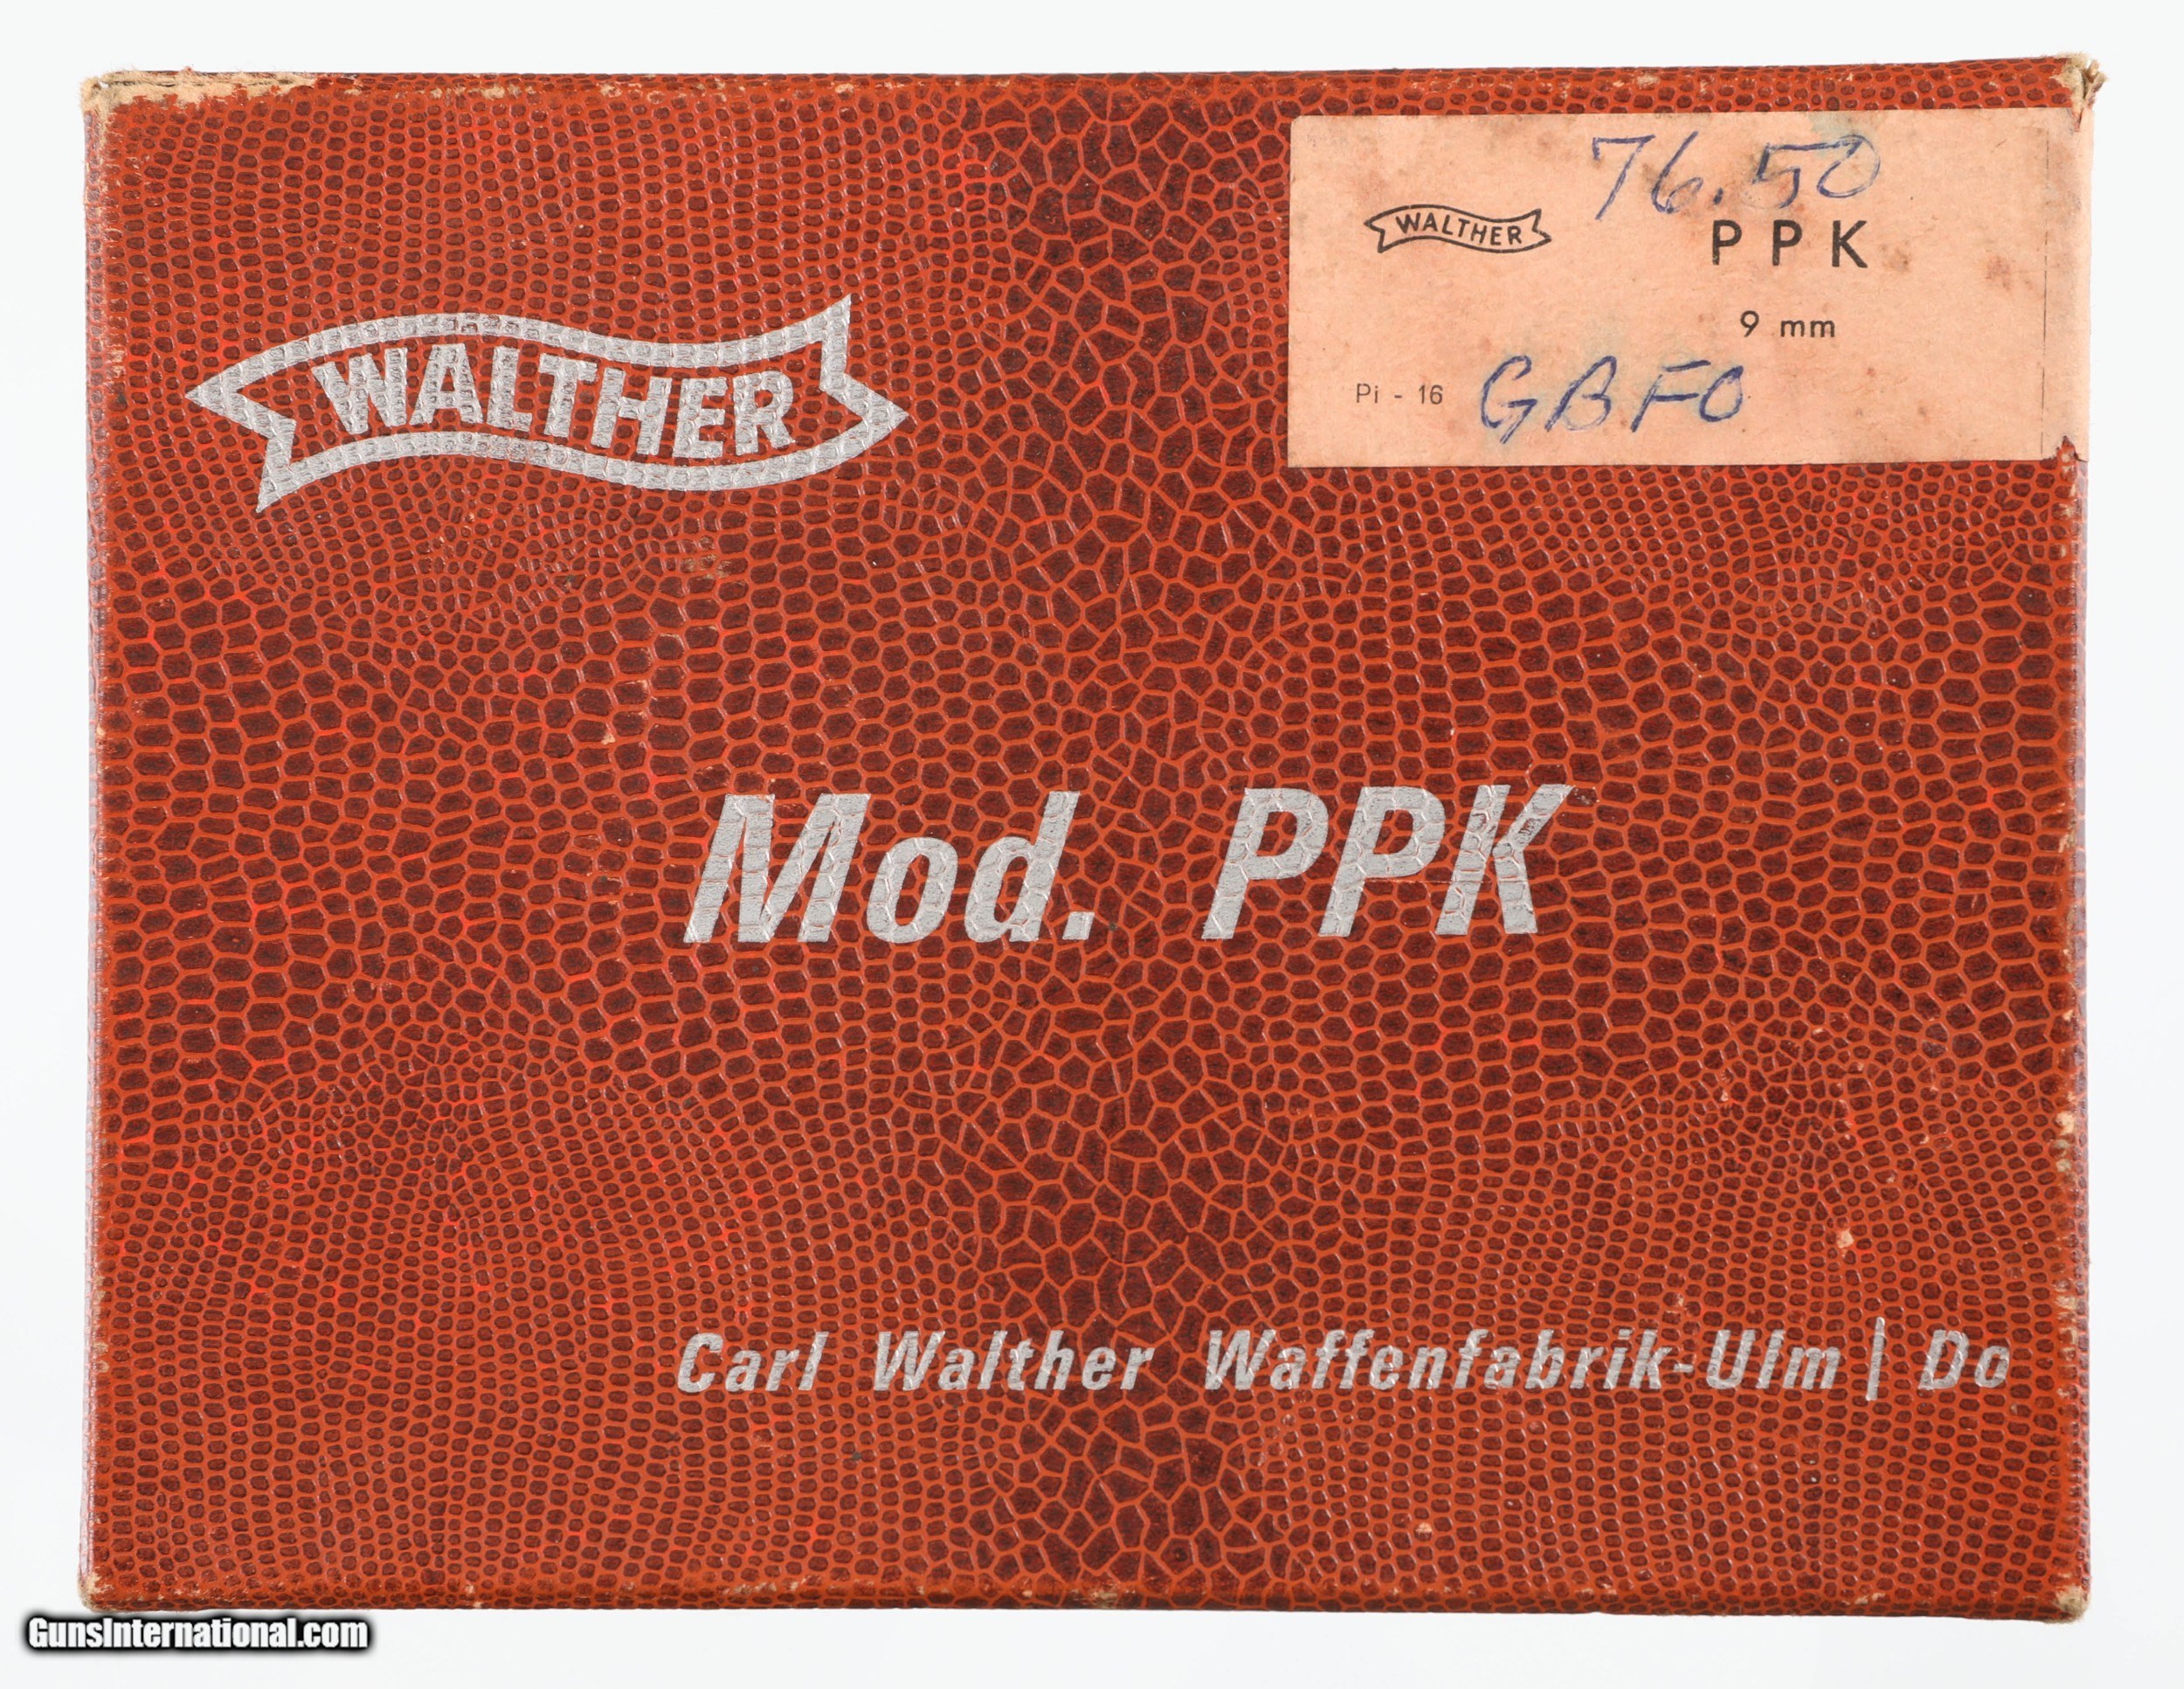 76.50
WALTHER PPK
9 mm
Pi - 16 GBFO
WALTHER
Mod. PPK
Carl Walther Waffenfabrik-Ulm | Do
GunsInternational.com